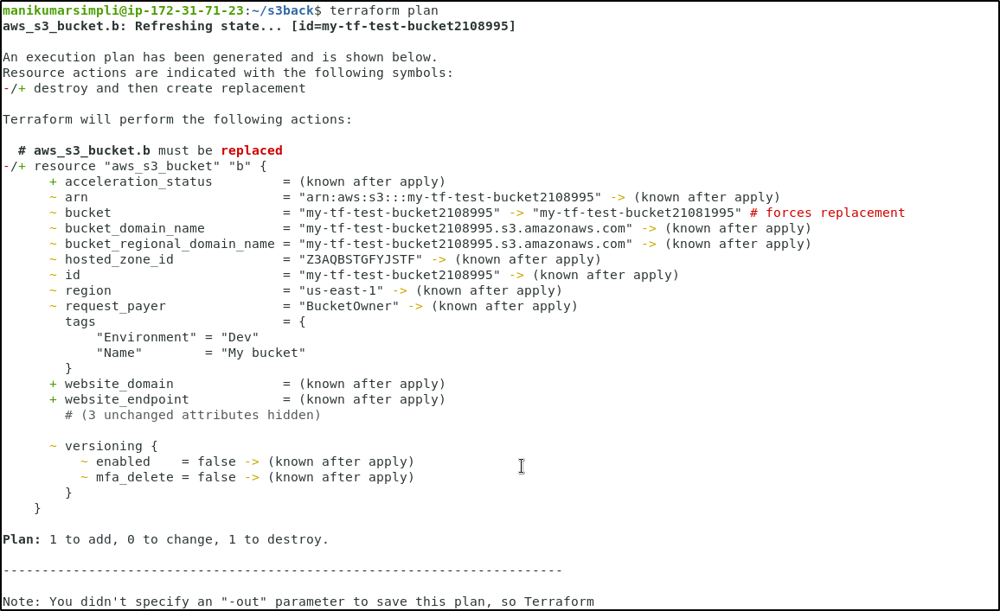 manikumarsimpli@ip-172-31-71-23:~/s3back$ terraform plan
aws_s3_bucket.b: Refreshing state... [id=my-tf-test-bucket2108995]

An execution plan has been generated and is shown below.
Resource actions are indicated with the following symbols:
-/+ destroy and then create replacement

Terraform will perform the following actions:

  # aws_s3_bucket.b must be replaced
-/+ resource "aws_s3_bucket" "b" {
      + acceleration_status         = (known after apply)
      ~ arn                         = "arn:aws:s3:::my-tf-test-bucket2108995" -> (known after apply)
      ~ bucket                      = "my-tf-test-bucket2108995" -> "my-tf-test-bucket21081995" # forces replacement
      ~ bucket_domain_name          = "my-tf-test-bucket2108995.s3.amazonaws.com" -> (known after apply)
      ~ bucket_regional_domain_name = "my-tf-test-bucket2108995.s3.amazonaws.com" -> (known after apply)
      ~ hosted_zone_id              = "Z3AQBSTGFYJSTF" -> (known after apply)
      ~ id                          = "my-tf-test-bucket2108995" -> (known after apply)
      ~ region                      = "us-east-1" -> (known after apply)
      ~ request_payer               = "BucketOwner" -> (known after apply)
        tags                        = {
            "Environment" = "Dev"
            "Name"        = "My bucket"
        }
      + website_domain              = (known after apply)
      + website_endpoint            = (known after apply)
        # (3 unchanged attributes hidden)

      ~ versioning {
          ~ enabled    = false -> (known after apply)
          ~ mfa_delete = false -> (known after apply)
        }
    }

Plan: 1 to add, 0 to change, 1 to destroy.

------------------------------------------------------------------------

Note: You didn't specify an "-out" parameter to save this plan, so Terraform